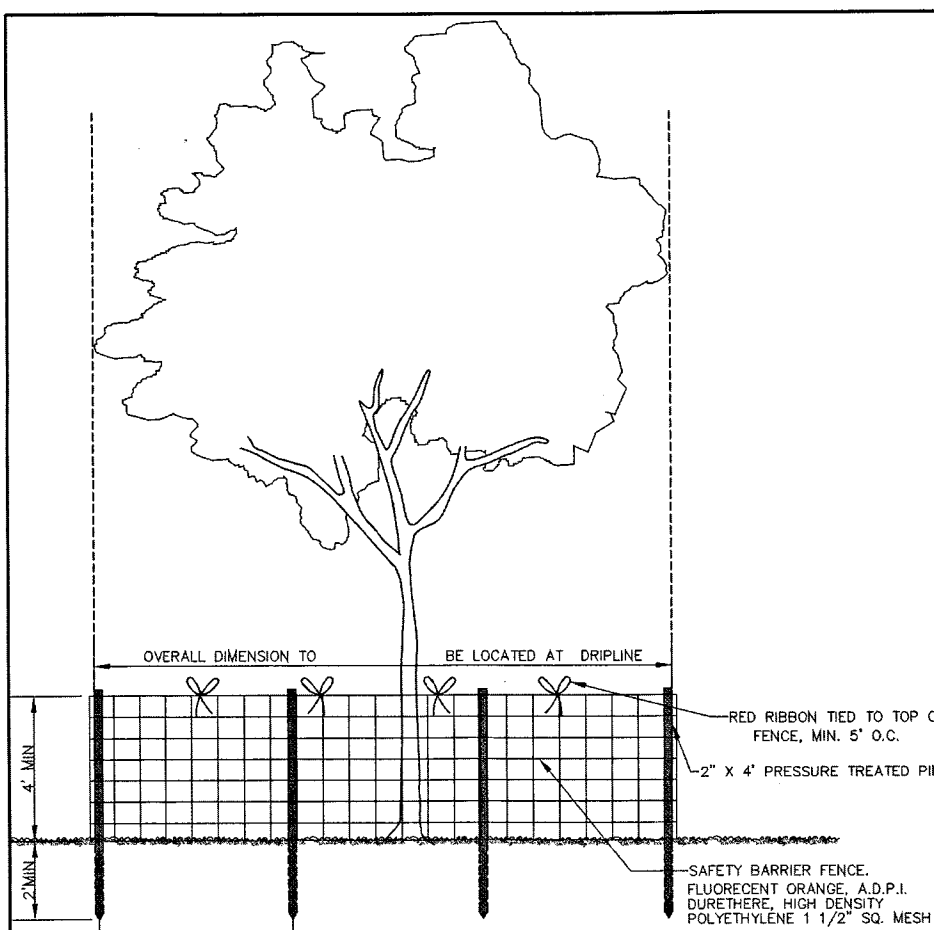 OVERALL DIMENSION TO BE LOCATED AT DRIPLINE
4' MIN
RED RIBBON TIED TO TOP
FENCE, MIN. 5' O.C.
2" X 4' PRESSURE TREATED
2'MIN
SAFETY BARRIER FENCE.
FLUORECENT ORANGE, A.D.P.I.
DURETHERE, HIGH DENSITY
POLYETHYLENE 1 1/2" SQ. MESH